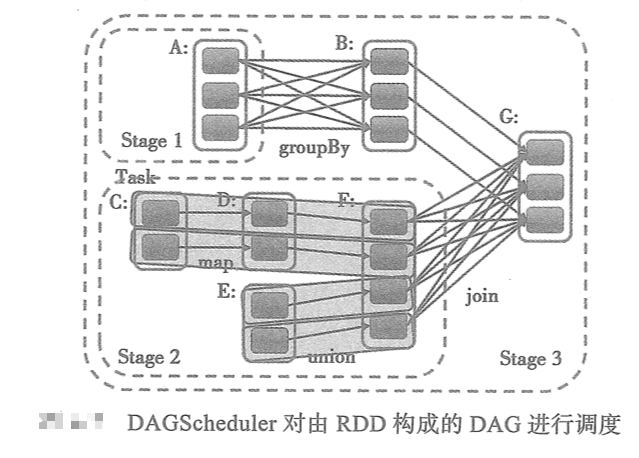 A:
B:
G:
Stage 1
groupBy
Task
C:
D:
F:
map
E:
join
Stage 2
union
Stage 3
DAGScheduler 对由 RDD 构成的 DAG 进行调度